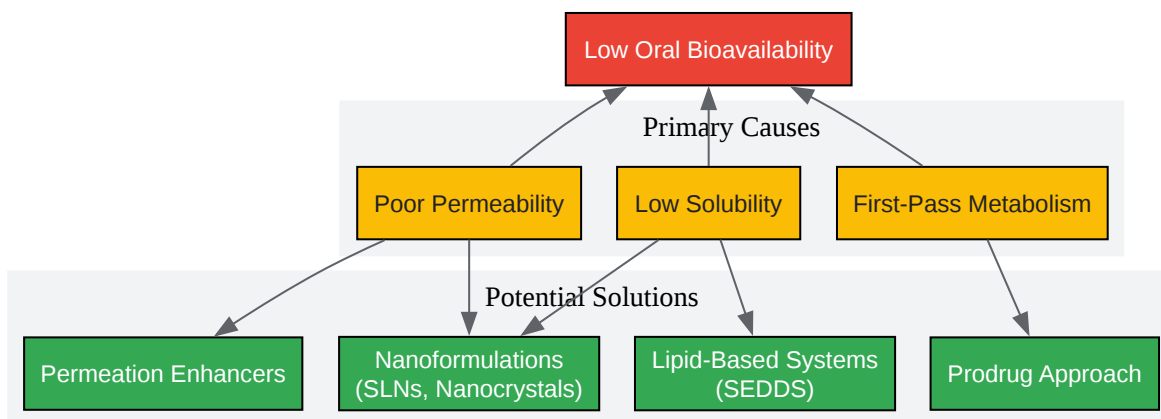 Low Oral Bioavailability
Primary Causes
Poor Permeability
Low Solubility
First-Pass Metabolism
Potential Solutions
Permeation Enhancers
Nanoformulations
(SLNs, Nanocrystals)
Lipid-Based Systems
(SEDDS)
Prodrug Approach